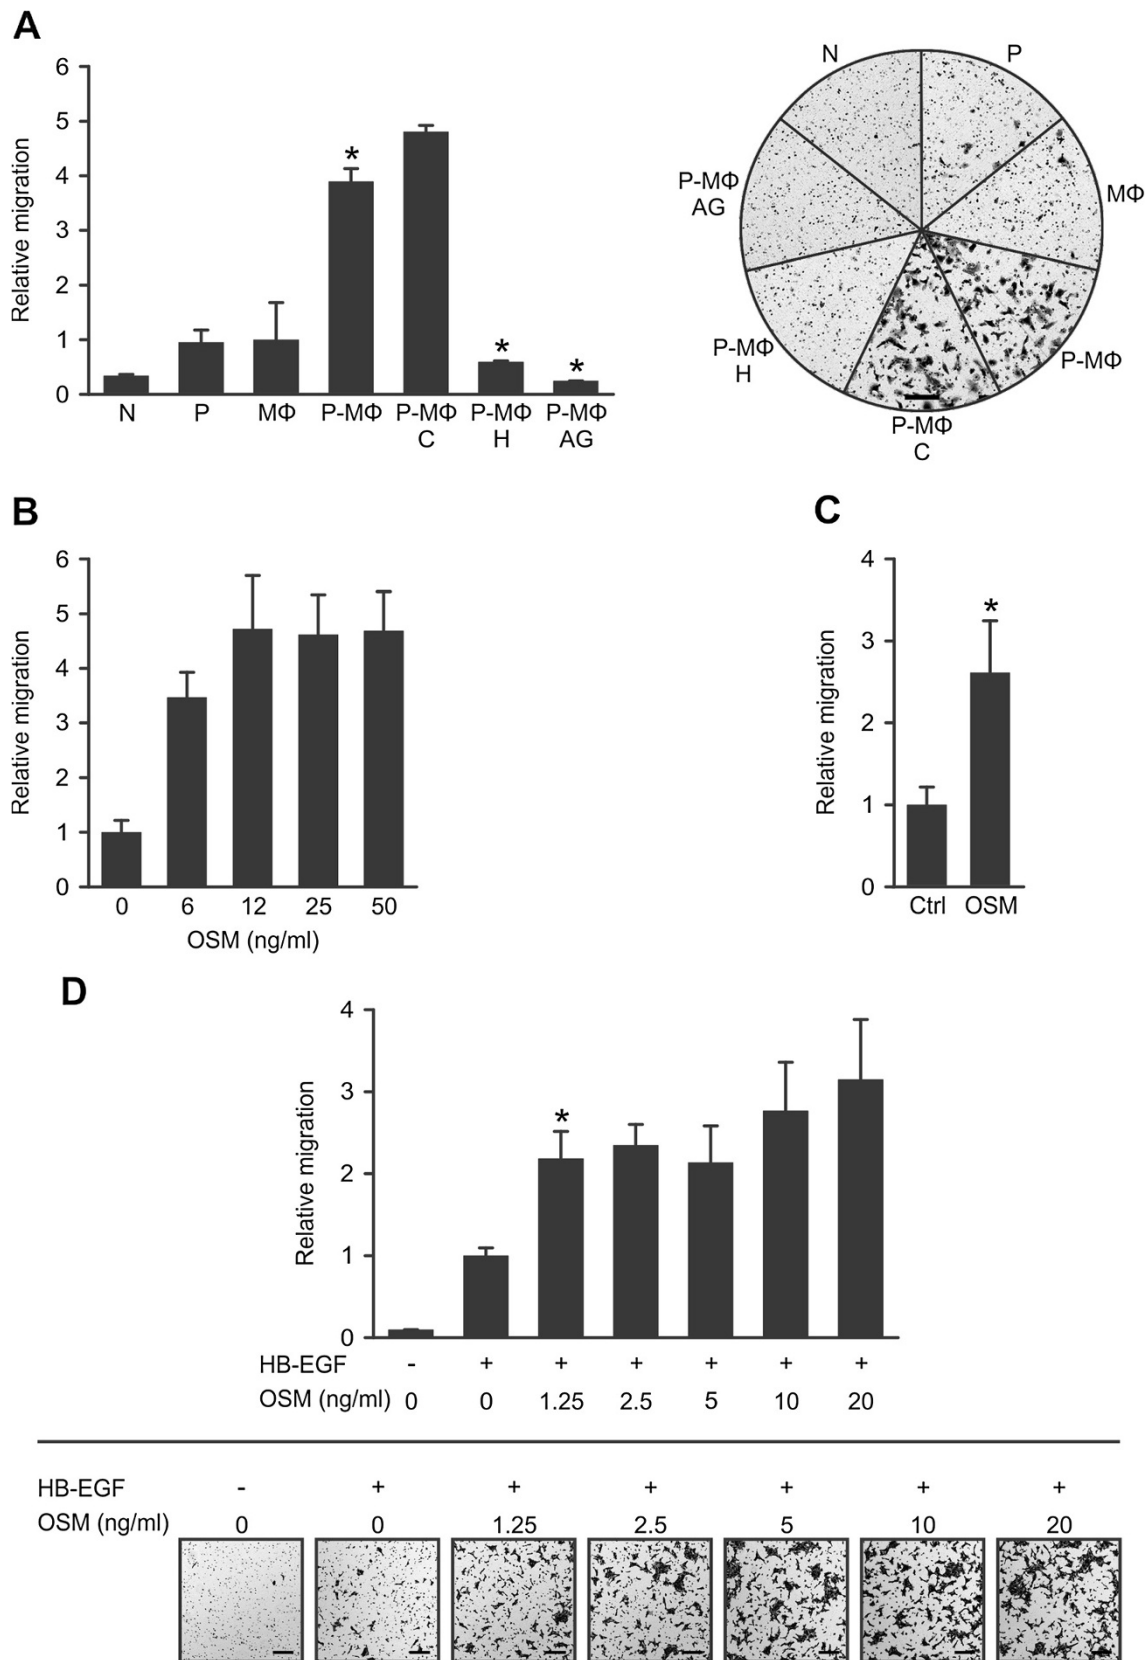 A
6
5
4
3
2
1
0
Relative migration
*
*
*
N P MΦ P-MΦ P-MΦ P-MΦ P-MΦ
C H AG
N
P
MΦ
P-MΦ
P-MΦ
C
P-MΦ
H
P-MΦ
AG
B
6
5
4
3
2
1
0
Relative migration
0 6 12 25 50
OSM (ng/ml)
C
4
3
2
1
0
Relative migration
*
Ctrl OSM
D
4
3
2
1
0
Relative migration
*
HB-EGF - + + + + + +
OSM (ng/ml) 0 0 1.25 2.5 5 10 20
HB-EGF - + + + + + +
OSM (ng/ml) 0 0 1.25 2.5 5 10 20